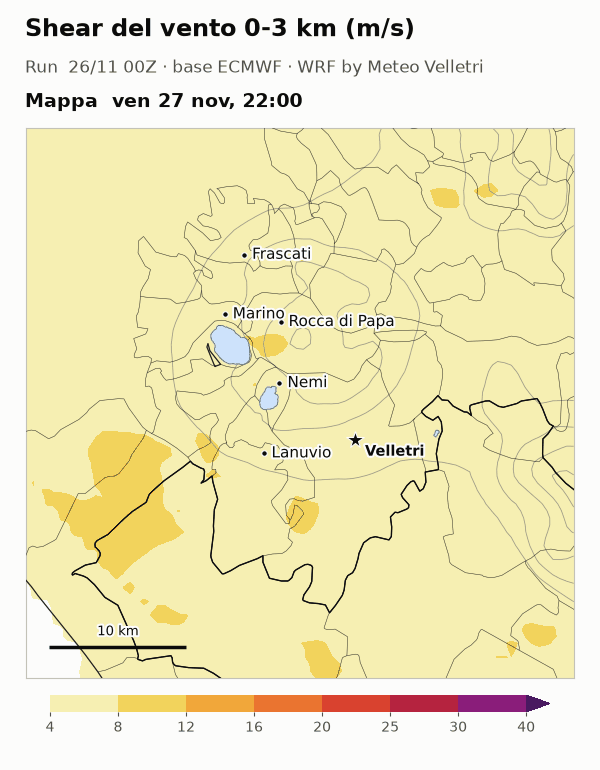 Shear del vento 0-3 km (m/s)
Run  26/11 00Z · base ECMWF · WRF by Meteo Velletri
Mappa  ven 27 nov, 22:00
Frascati
Marino
Rocca di Papa
Nemi
Velletri
Lanuvio
10 km
4 8 12 16 20 25 30 40